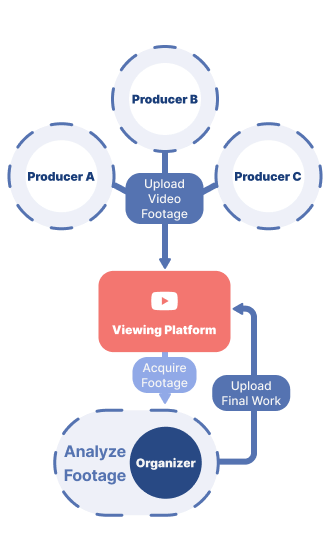 Producer B
Producer A
Producer C
Upload
Video
Footage
Viewing Platform
Acquire
Footage
Upload
Final Work
Analyze
Footage
Organizer